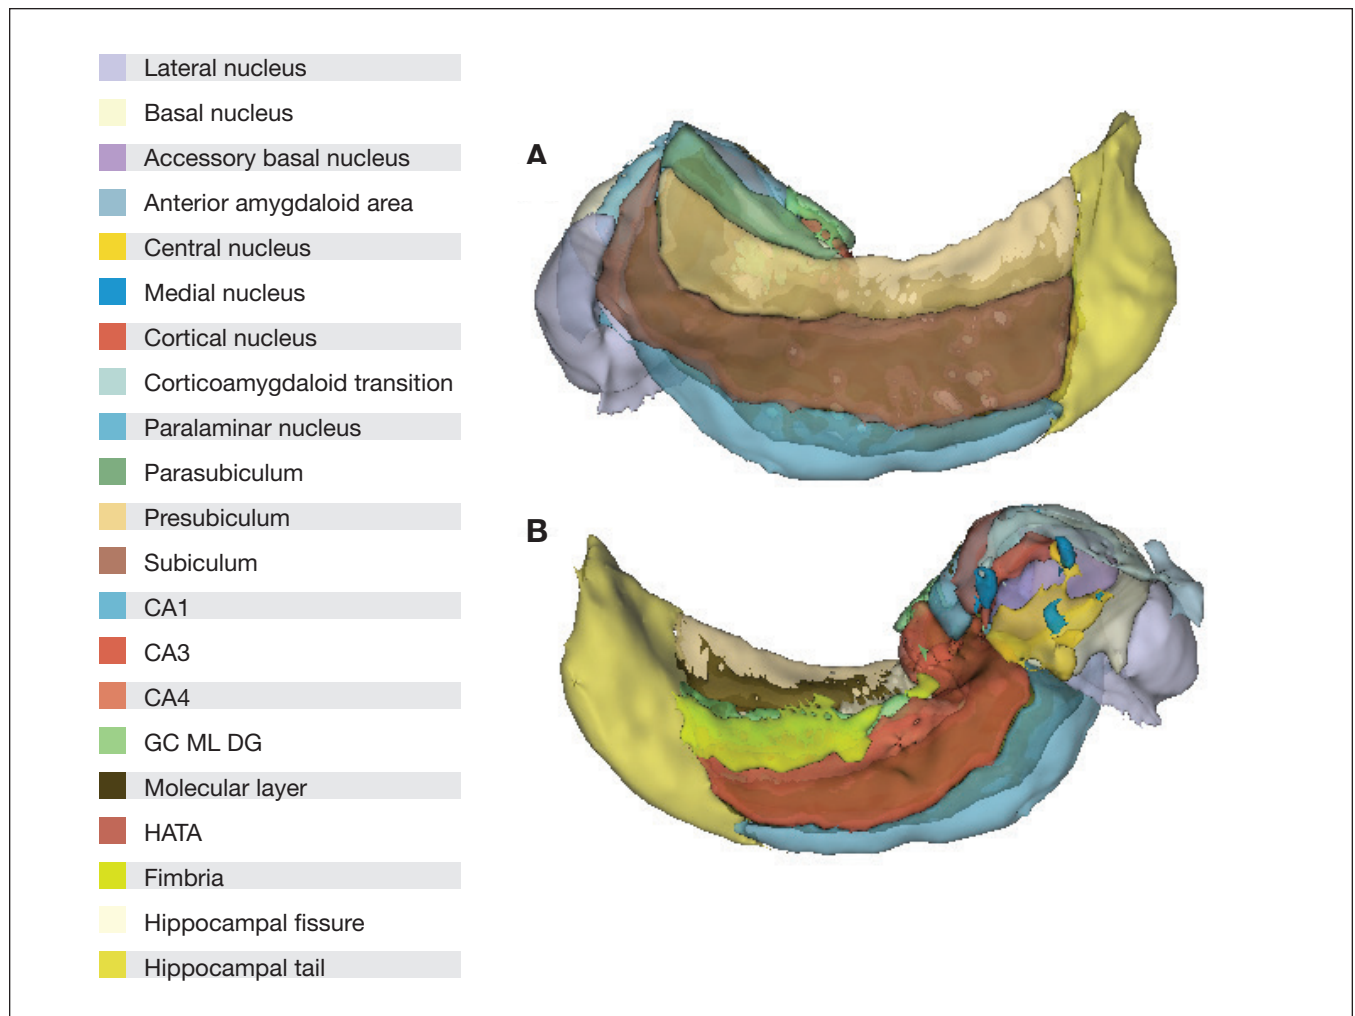 Lateral nucleus
Basal nucleus
Accessory basal nucleus
Anterior amygdaloid area
Central nucleus
Medial nucleus
Cortical nucleus
Corticoamygdaloid transition
Paralaminar nucleus
Parasubiculum
Presubiculum
Subiculum
CA1
CA3
CA4
GC ML DG
Molecular layer
HATA
Fimbria
Hippocampal fissure
Hippocampal tail
A
B